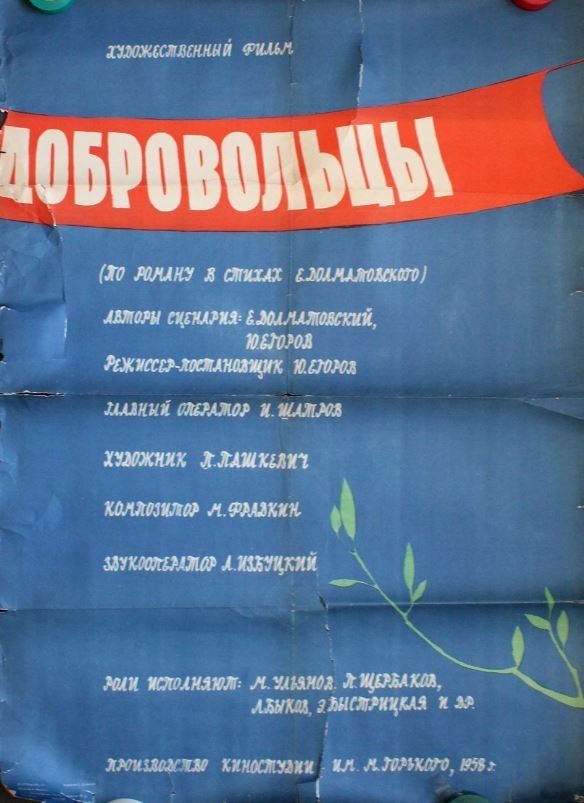 ХУДОЖЕСТВЕННЫЙ ФИЛЬМ
ДОБРОВОЛЬЦЫ
(ПО РОМАНУ В СТИХАХ Е.ДОЛМАТОВСКОГО)
АВТОРЫ СЦЕНАРИЯ: Е.ДОЛМАТОВСКИЙ,
Ю.ЕГОРОВ
РЕЖИССЕР-ПОСТАНОВЩИК Ю.ЕГОРОВ
ГЛАВНЫЙ ОПЕРАТОР И.ШАТРОВ
ХУДОЖНИК П.ПАШКЕВИЧ
КОМПОЗИТОР М.ФРАДКИН
ЗВУКООПЕРАТОР А.ИЗБУЦКИЙ
РОЛИ ИСПОЛНЯЮТ: М.УЛЬЯНОВ. П.ЩЕРБАКОВ,
Л.БЫКОВ, Э.БЫСТРИЦКАЯ И ДР.
ПРОИЗВОДСТВО КИНОСТУДИИ ИМ. М.ГОРЬКОГО, 1958 г.